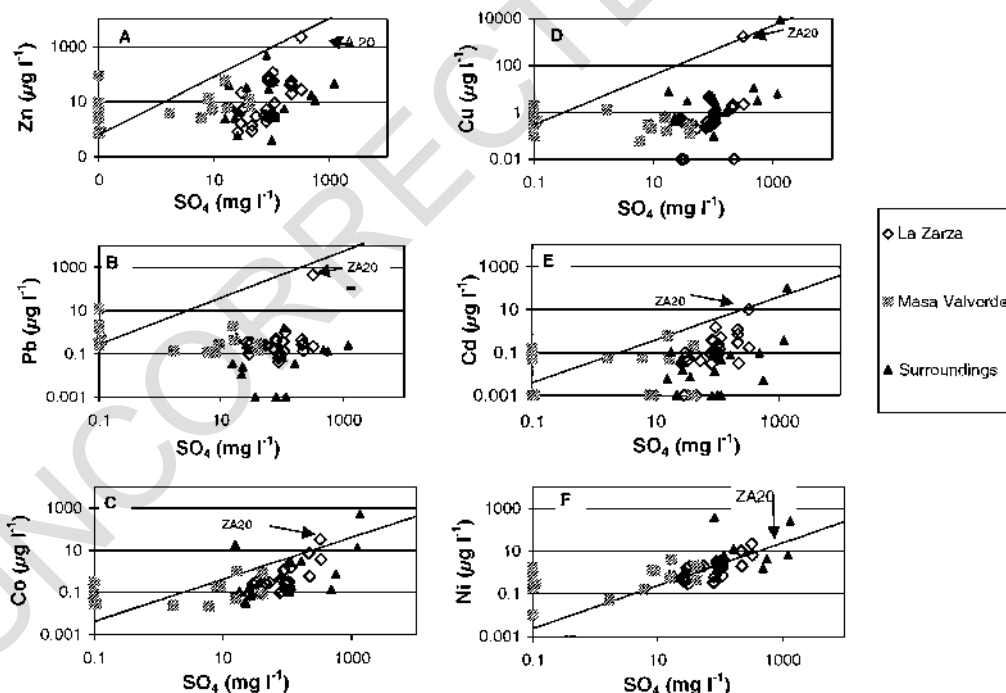 UNCORRECTE
A
ZA 20
Zn (µg l⁻¹)
1000
10
0
0
10
1000
SO₄ (mg l⁻¹)
D
ZA20
Cu (µg l⁻¹)
10000
100
1
0.01
0.1
10
1000
SO₄ (mg l⁻¹)
B
ZA20
Pb (µg l⁻¹)
1000
10
0.1
0.001
0.1
10
1000
SO₄ (mg l⁻¹)
E
ZA20
Cd (µg l⁻¹)
1000
10
0.1
0.001
0.1
10
1000
SO₄ (mg l⁻¹)
La Zarza
Masa Valverde
Surroundings
C
ZA20
Co (µg l⁻¹)
1000
10
0.1
0.001
0.1
10
1000
SO₄ (mg l⁻¹)
F
ZA20
Ni (µg l⁻¹)
1000
10
0.1
0.001
0.1
10
1000
SO₄ (mg l⁻¹)